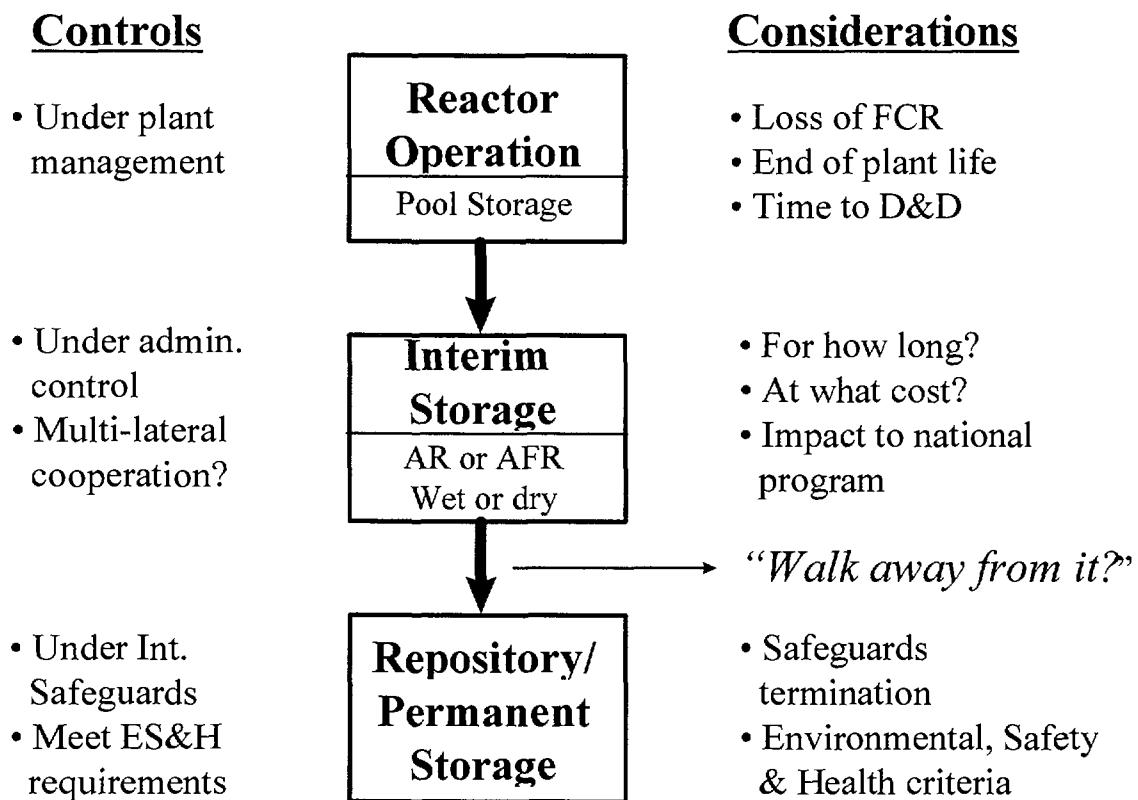 Controls
Considerations
• Under plant
management
Reactor
Operation
Pool Storage
• Loss of FCR
• End of plant life
• Time to D&D
• Under admin.
control
• Multi-lateral
cooperation?
Interim
Storage
AR or AFR
Wet or dry
• For how long?
• At what cost?
• Impact to national
program
“Walk away from it?”
• Under Int.
Safeguards
• Meet ES&H
requirements
Repository/
Permanent
Storage
• Safeguards
termination
• Environmental, Safety
& Health criteria